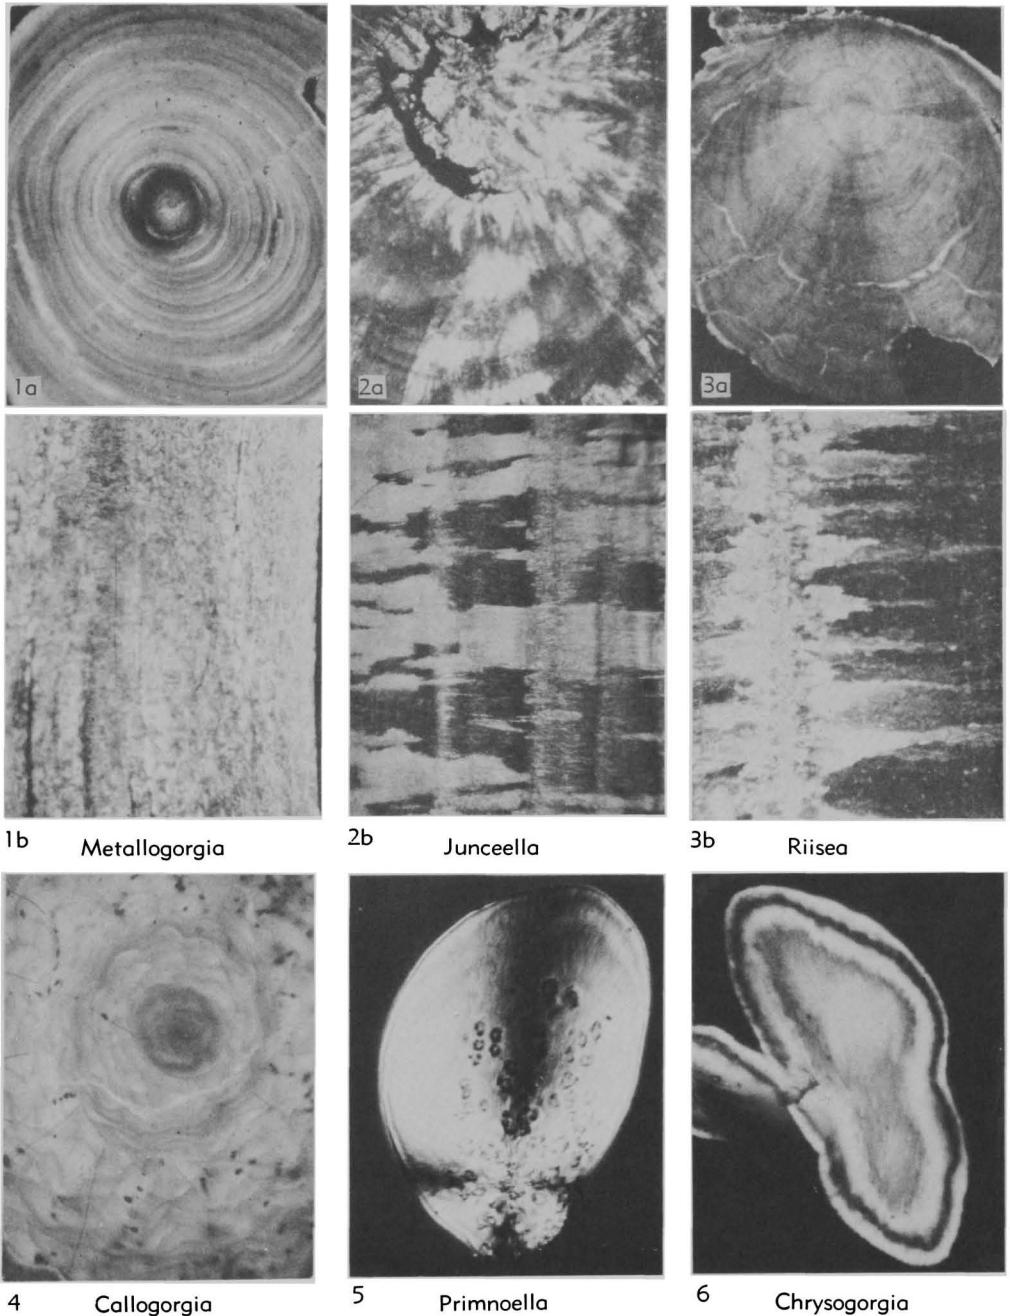 1a
2a
3a
1b Metallogorgia
2b Junceella
3b Riisea
4 Callogorgia
5 Primnoella
6 Chrysogorgia